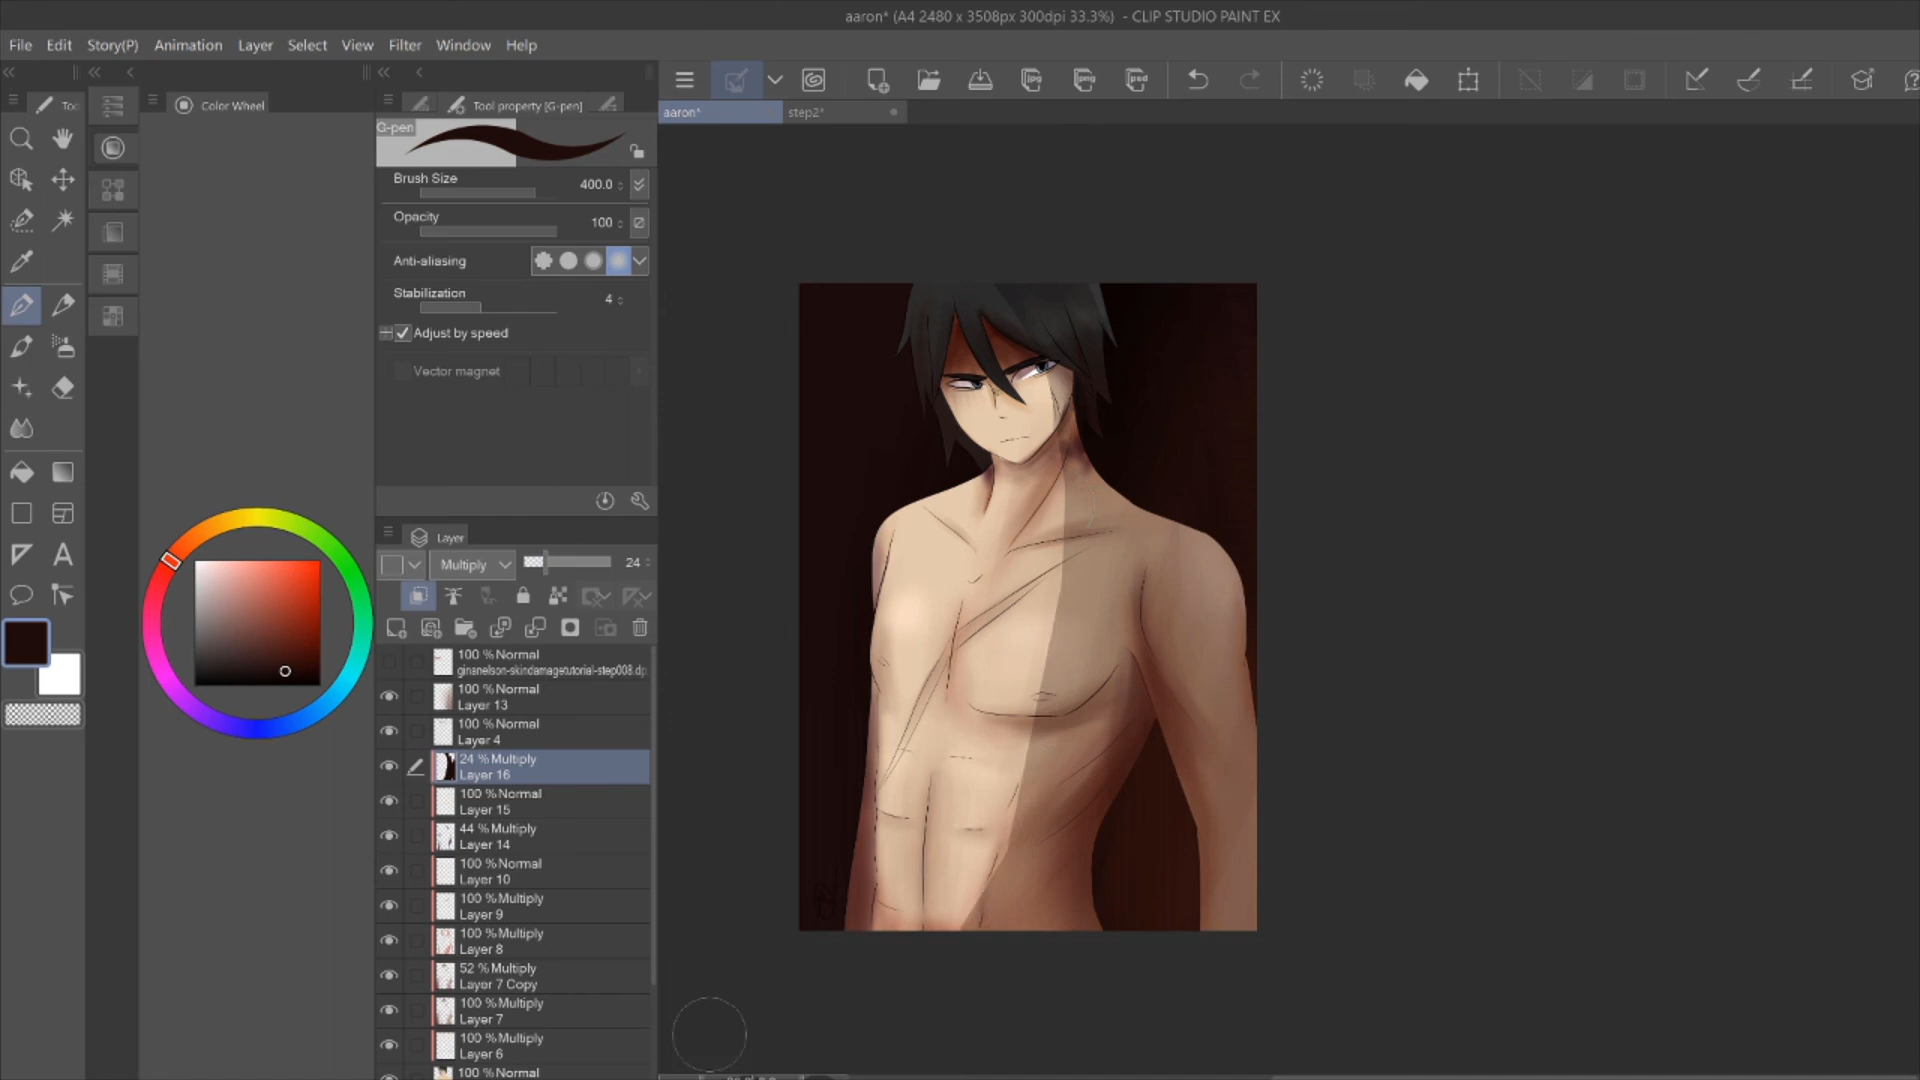 aaron* (A4 2480 x 3508px 300dpi 33.3%) - CLIP STUDIO PAINT EX
File Edit Story(P) Animation Layer Select View Filter Window Help
Color Wheel
Tool property [G-pen]
aaron* step2*
G-pen
Brush Size 400.0
Opacity 100
Anti-aliasing
Stabilization 4
Adjust by speed
Vector magnet
Layer
Multiply 24
100 % Normal
ginanelson-skindamagetutorial-step008.dp
100 % Normal
Layer 13
100 % Normal
Layer 4
24 % Multiply
Layer 16
100 % Normal
Layer 15
44 % Multiply
Layer 14
100 % Normal
Layer 10
100 % Multiply
Layer 9
100 % Multiply
Layer 8
52 % Multiply
Layer 7 Copy
100 % Multiply
Layer 7
100 % Multiply
Layer 6
100 % Normal